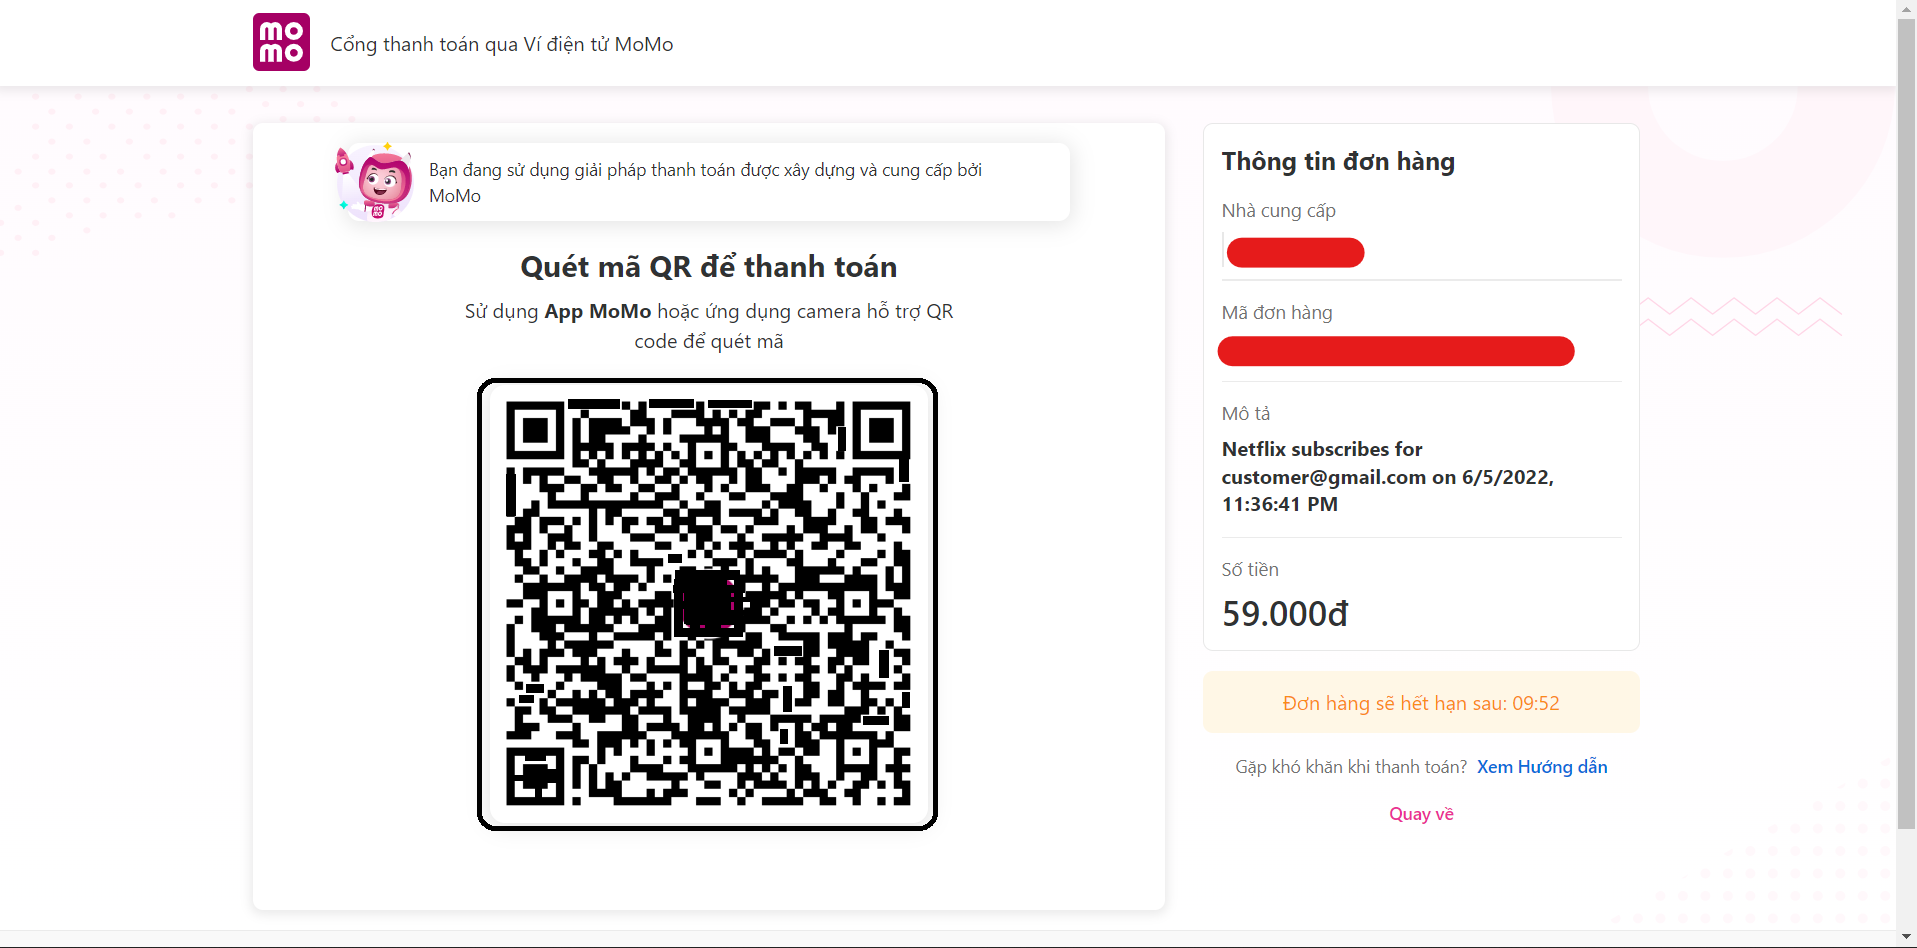 momo
Cổng thanh toán qua Ví điện tử MoMo
Bạn đang sử dụng giải pháp thanh toán được xây dựng và cung cấp bởi
MoMo
Quét mã QR để thanh toán
Sử dụng App MoMo hoặc ứng dụng camera hỗ trợ QR
code để quét mã
Thông tin đơn hàng
Nhà cung cấp
Mã đơn hàng
Mô tả
Netflix subscribes for
customer@gmail.com on 6/5/2022,
11:36:41 PM
Số tiền
59.000đ
Đơn hàng sẽ hết hạn sau: 09:52
Gặp khó khăn khi thanh toán? Xem Hướng dẫn
Quay về